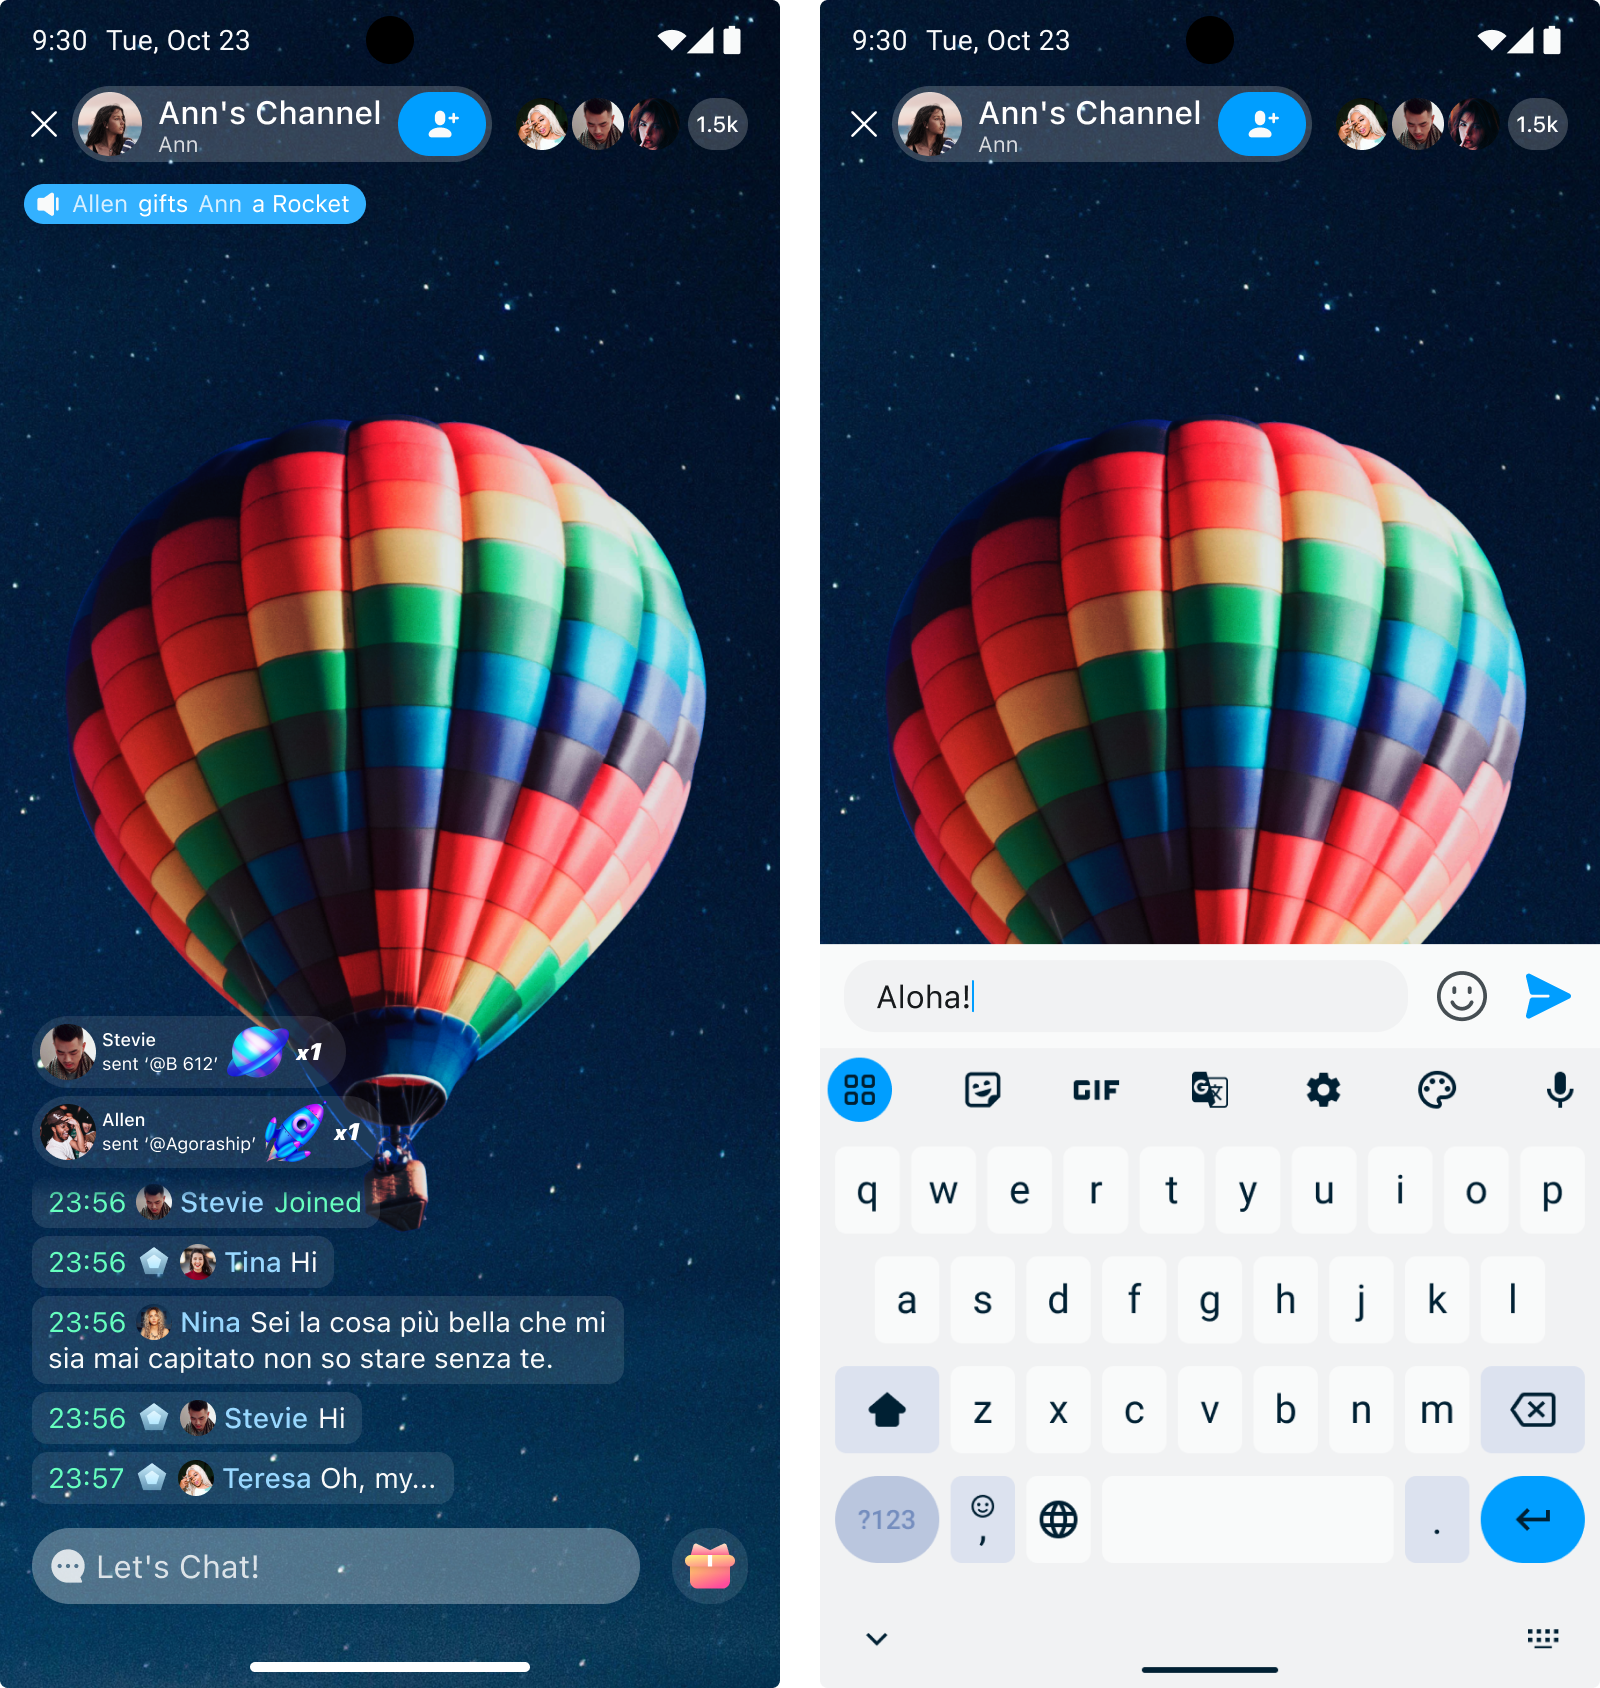 9:30 Tue, Oct 23
Ann's Channel
Ann
1.5k
Allen gifts Ann a Rocket
Stevie
sent ‘@B 612’
x1
Allen
sent ‘@Agoraship’
x1
23:56 Stevie Joined
23:56 Tina Hi
23:56 Nina Sei la cosa più bella che mi
sia mai capitato non so stare senza te.
23:56 Stevie Hi
23:57 Teresa Oh, my...
Let's Chat!
9:30 Tue, Oct 23
Ann's Channel
Ann
1.5k
Aloha!
GIF
q w e r t y u i o p
a s d f g h j k l
z x c v b n m
?123 , .